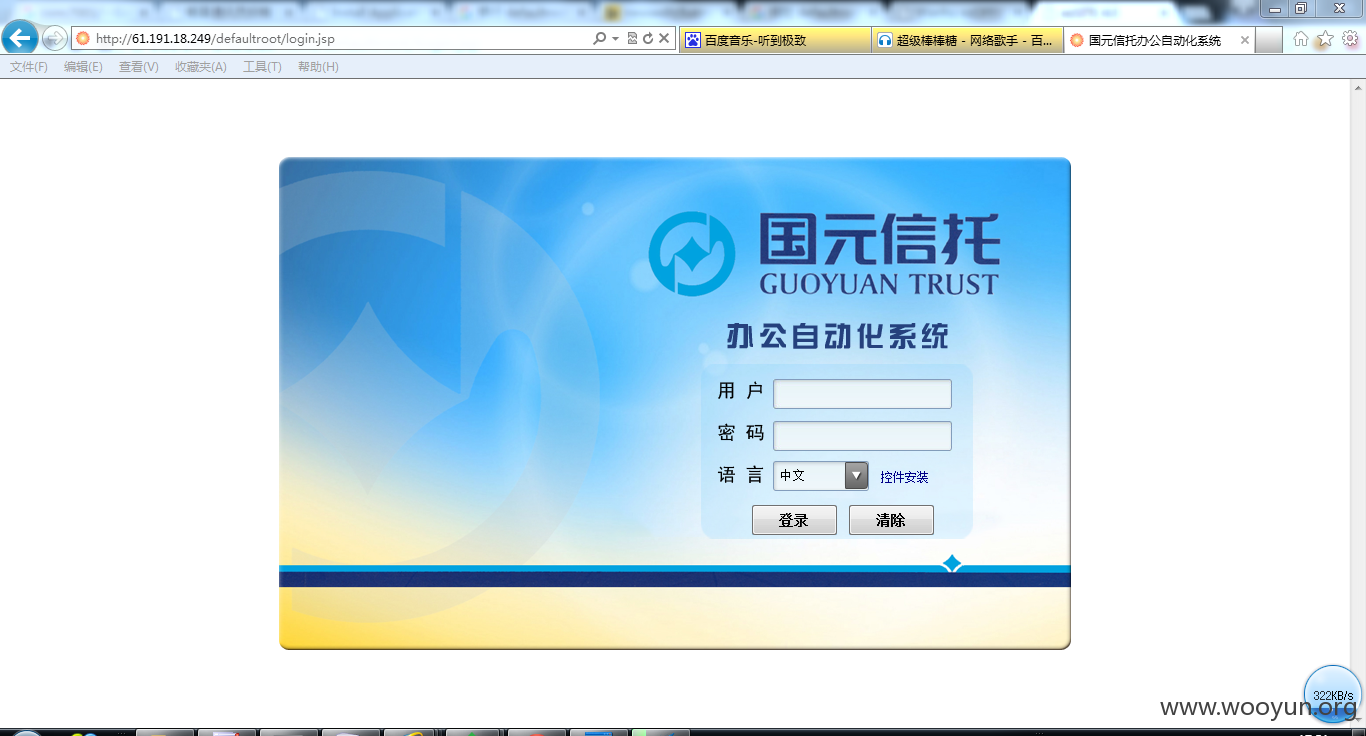 http://61.191.18.249/defaultroot/login.jsp
百度音乐-听到极致
超级棒棒糖 - 网络歌手 - 百...
国元信托办公自动化系统
文件(F) 编辑(E) 查看(V) 收藏夹(A) 工具(T) 帮助(H)
国元信托
GUOYUAN TRUST
办公自动化系统
用 户
密 码
语 言 中文 控件安装
登录 清除
322KB/s
www.wooyun.org